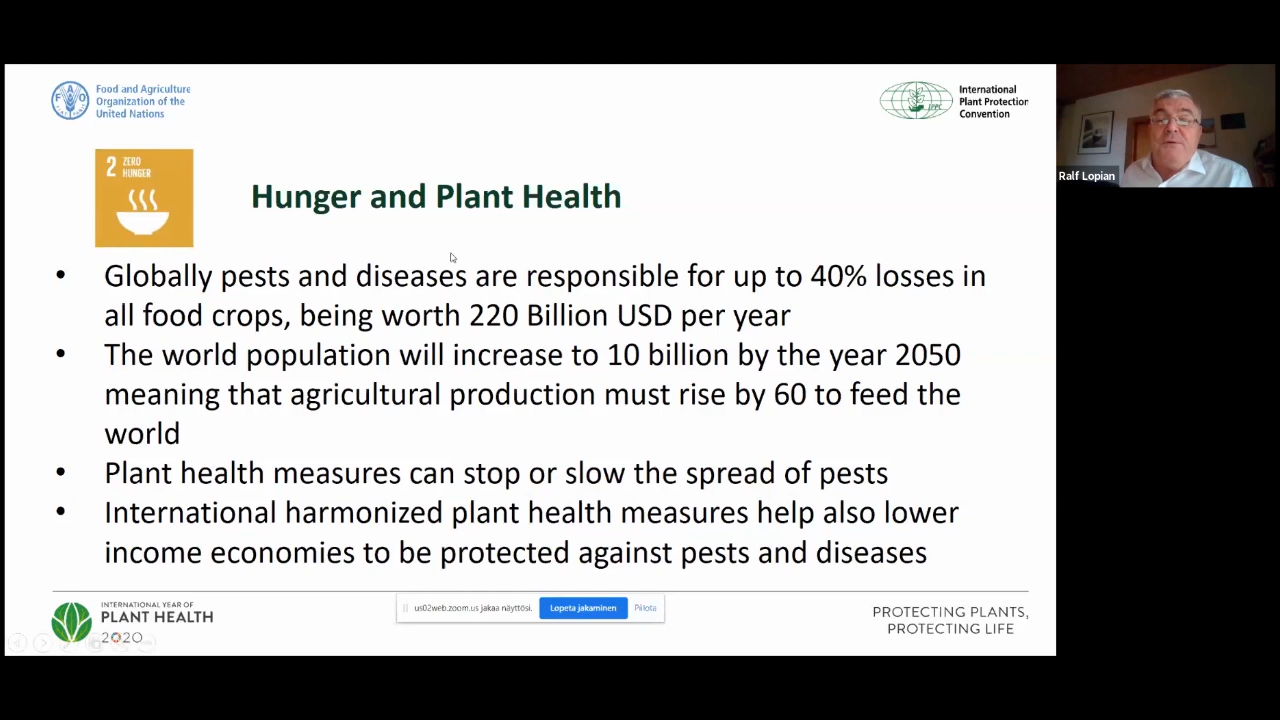 Food and Agriculture
Organization of the
United Nations
FAO
IPPC
International
Plant Protection
Convention
2 ZERO
HUNGER
Hunger and Plant Health
• Globally pests and diseases are responsible for up to 40% losses in
all food crops, being worth 220 Billion USD per year
• The world population will increase to 10 billion by the year 2050
meaning that agricultural production must rise by 60 to feed the
world
• Plant health measures can stop or slow the spread of pests
• International harmonized plant health measures help also lower
income economies to be protected against pests and diseases
INTERNATIONAL YEAR OF
PLANT HEALTH
2020
us02web.zoom.us jakaa näyttösi. Lopeta jakaminen Piilota
PROTECTING PLANTS,
PROTECTING LIFE
Ralf Lopian